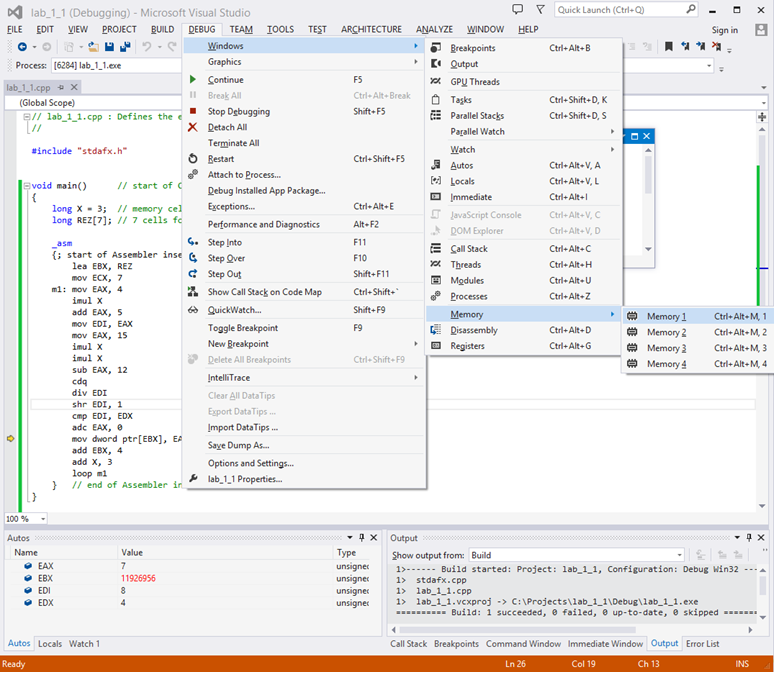 lab_1_1 (Debugging) - Microsoft Visual Studio
Quick Launch (Ctrl+Q)
FILE EDIT VIEW PROJECT BUILD DEBUG TEAM TOOLS TEST ARCHITECTURE ANALYZE WINDOW HELP Sign in
Process: [6284] lab_1_1.exe
lab_1_1.cpp
(Global Scope)
// lab_1_1.cpp : Defines the e
//
#include "stdafx.h"
void main() // start of C
{
long X = 3; // memory cel
long REZ[7]; // 7 cells fo
_asm
{; start of Assembler inse
lea EBX, REZ
mov ECX, 7
m1: mov EAX, 4
imul X
add EAX, 5
mov EDI, EAX
mov EAX, 15
imul X
imul X
sub EAX, 12
cdq
div EDI
shr EDI, 1
cmp EDI, EDX
adc EAX, 0
mov dword ptr[EBX], EA
add EBX, 4
add X, 3
loop m1
} // end of Assembler in
}
100 %
Windows
Graphics
Continue F5
Break All Ctrl+Alt+Break
Stop Debugging Shift+F5
Detach All
Terminate All
Restart Ctrl+Shift+F5
Attach to Process...
Debug Installed App Package...
Exceptions... Ctrl+Alt+E
Performance and Diagnostics Alt+F2
Step Into F11
Step Over F10
Step Out Shift+F11
Show Call Stack on Code Map Ctrl+Shift+`
QuickWatch... Shift+F9
Toggle Breakpoint F9
New Breakpoint
Delete All Breakpoints Ctrl+Shift+F9
IntelliTrace
Clear All DataTips
Export DataTips ...
Import DataTips ...
Save Dump As...
Options and Settings...
lab_1_1 Properties...
Breakpoints Ctrl+Alt+B
Output
GPU Threads
Tasks Ctrl+Shift+D, K
Parallel Stacks Ctrl+Shift+D, S
Parallel Watch
Watch
Autos Ctrl+Alt+V, A
Locals Ctrl+Alt+V, L
Immediate Ctrl+Alt+I
JavaScript Console Ctrl+Alt+V, C
DOM Explorer Ctrl+Alt+V, D
Call Stack Ctrl+Alt+C
Threads Ctrl+Alt+H
Modules Ctrl+Alt+U
Processes Ctrl+Alt+Z
Memory
Disassembly Ctrl+Alt+D
Registers Ctrl+Alt+G
Memory 1 Ctrl+Alt+M, 1
Memory 2 Ctrl+Alt+M, 2
Memory 3 Ctrl+Alt+M, 3
Memory 4 Ctrl+Alt+M, 4
Autos
Name Value Type
EAX 7 unsigned
EBX 11926956 unsigned
EDI 8 unsigned
EDX 4 unsigned
Autos Locals Watch 1
Output
Show output from: Build
1>------ Build started: Project: lab_1_1, Configuration: Debug Win32 ---
1> stdafx.cpp
1> lab_1_1.cpp
1> lab_1_1.vcxproj -> C:\Projects\lab_1_1\Debug\lab_1_1.exe
========== Build: 1 succeeded, 0 failed, 0 up-to-date, 0 skipped =======
Call Stack Breakpoints Command Window Immediate Window Output Error List
Ready Ln 26 Col 19 Ch 13 INS